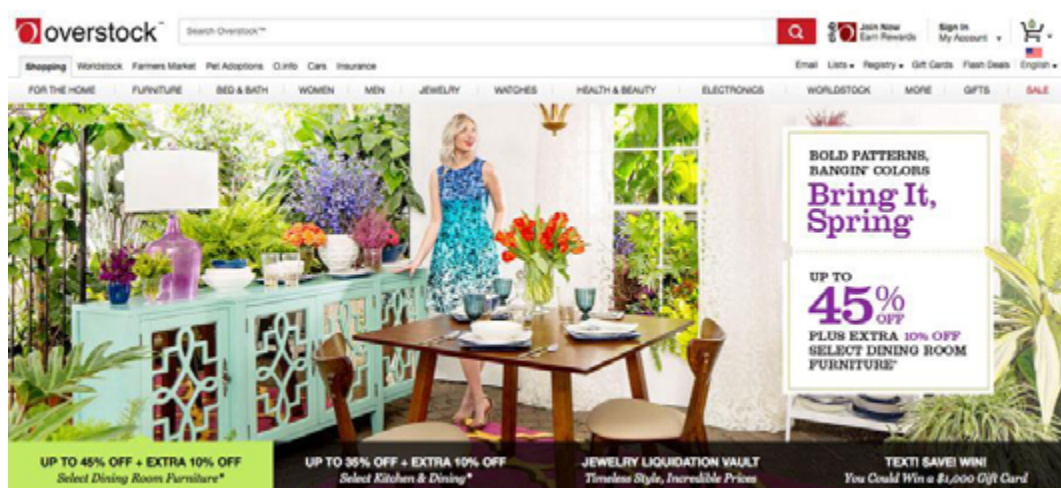 overstock™
Search Overstock™
club O
Join Now
Earn Rewards
Sign In
My Account
0
Shopping
Worldstock
Farmers Market
Pet Adoptions
O.info
Cars
Insurance
Email
Lists
Registry
Gift Cards
Flash Deals
English
FOR THE HOME
FURNITURE
BED & BATH
WOMEN
MEN
JEWELRY
WATCHES
HEALTH & BEAUTY
ELECTRONICS
WORLDSTOCK
MORE
GIFTS
SALE
BOLD PATTERNS,
BANGIN' COLORS
Bring It,
Spring
UP TO
45% OFF
PLUS EXTRA 10% OFF
SELECT DINING ROOM
FURNITURE*
UP TO 45% OFF + EXTRA 10% OFF
Select Dining Room Furniture*
UP TO 35% OFF + EXTRA 10% OFF
Select Kitchen & Dining*
JEWELRY LIQUIDATION VAULT
Timeless Style, Incredible Prices
TEXT! SAVE! WIN!
You Could Win a $1,000 Gift Card